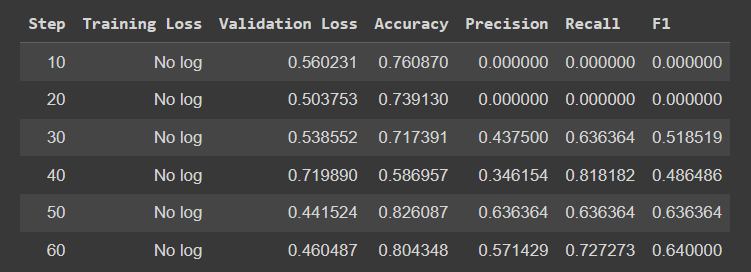 Step Training Loss Validation Loss Accuracy Precision Recall F1
10 No log 0.560231 0.760870 0.000000 0.000000 0.000000
20 No log 0.503753 0.739130 0.000000 0.000000 0.000000
30 No log 0.538552 0.717391 0.437500 0.636364 0.518519
40 No log 0.719890 0.586957 0.346154 0.818182 0.486486
50 No log 0.441524 0.826087 0.636364 0.636364 0.636364
60 No log 0.460487 0.804348 0.571429 0.727273 0.640000